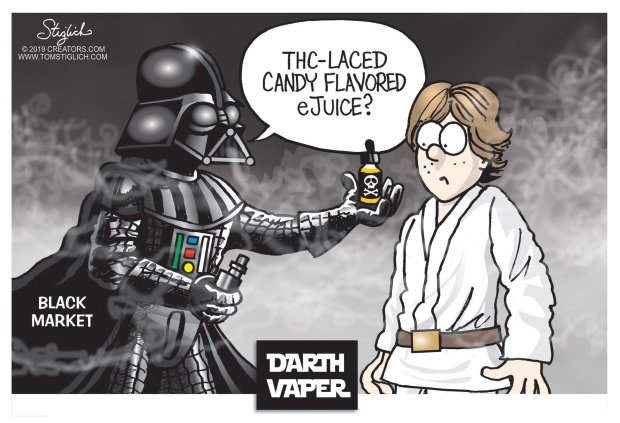 Stiglich
© 2019 CREATORS.COM
WWW.TOMSTIGLICH.COM
THC-LACED
CANDY FLAVORED
eJUICE?
BLACK
MARKET
DARTH
VAPER